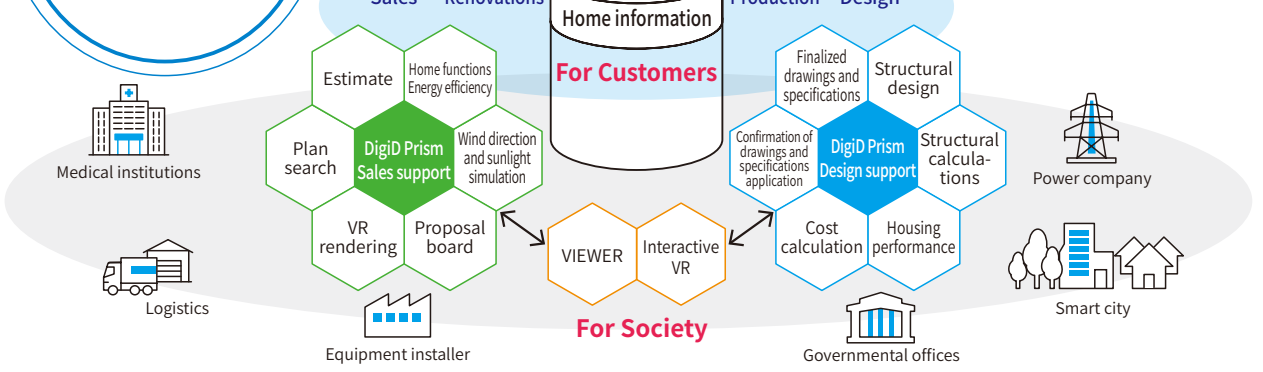 Sales Renovations
Production Design
Home information
For Customers
Estimate
Home functions
Energy efficiency
Plan
search
DigiD Prism
Sales support
Wind direction
and sunlight
simulation
VR
rendering
Proposal
board
Finalized
drawings and
specifications
Structural
design
Confirmation of
drawings and
specifications
application
DigiD Prism
Design support
Structural
calcula-
tions
Cost
calculation
Housing
performance
VIEWER
Interactive
VR
Medical institutions
Power company
Logistics
Smart city
For Society
Equipment installer
Governmental offices